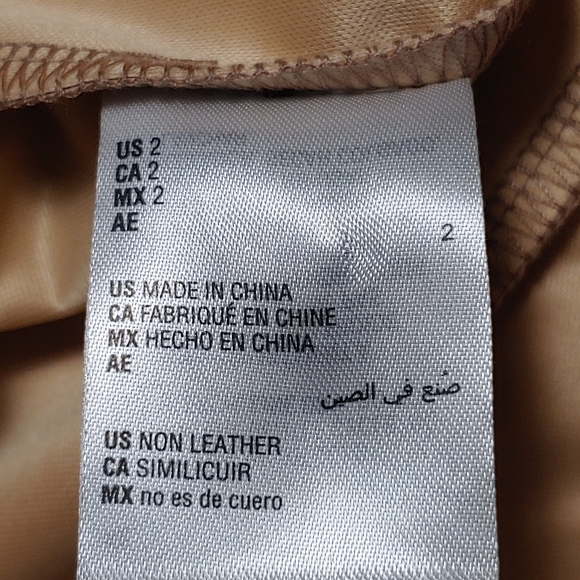 US 2
CA 2
MX 2
AE
2
US MADE IN CHINA
CA FABRIQUÉ EN CHINE
MX HECHO EN CHINA
AE
صُنع في الصين
US NON LEATHER
CA SIMILICUIR
MX no es de cuero